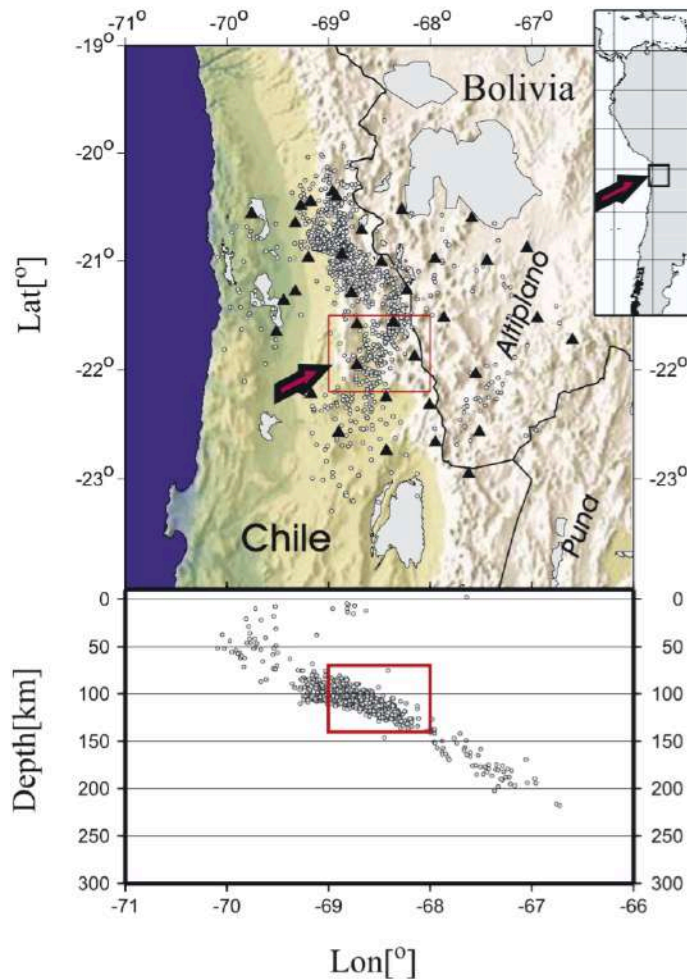 -70° -69° -68° -67°
-19°
Bolivia
-20°
-21°
Lat[°]
Altiplano
-22° -22°
-23° -23°
Chile
Puna
0 0
50 50
100 100
150 150
200 200
250 250
300 300
Depth[km]
-71 -70 -69 -68 -67 -66
Lon[°]